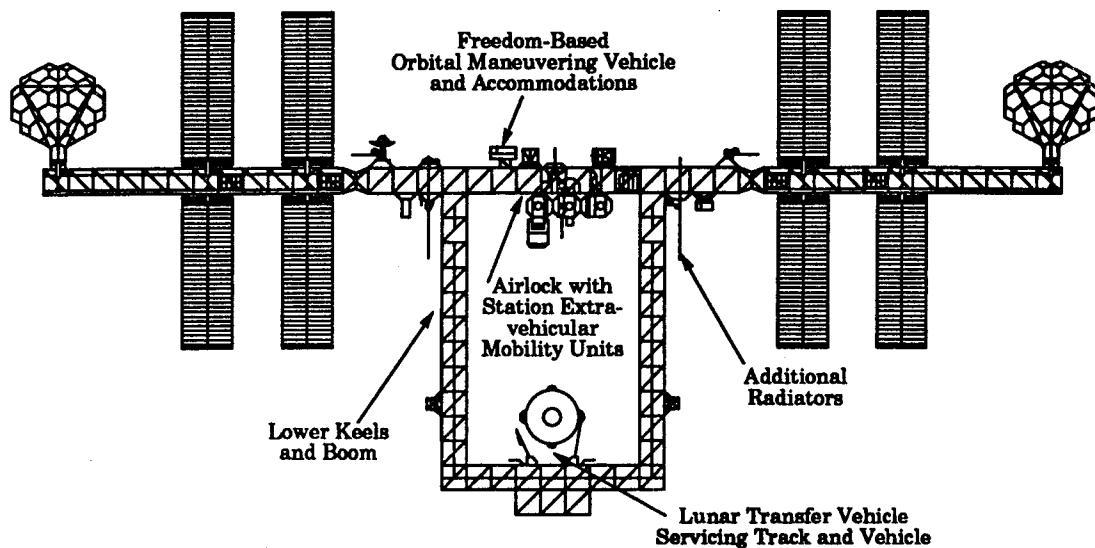 Freedom-Based
Orbital Maneuvering Vehicle
and Accommodations
Airlock with
Station Extra-
vehicular
Mobility Units
Additional
Radiators
Lower Keels
and Boom
Lunar Transfer Vehicle
Servicing Track and Vehicle